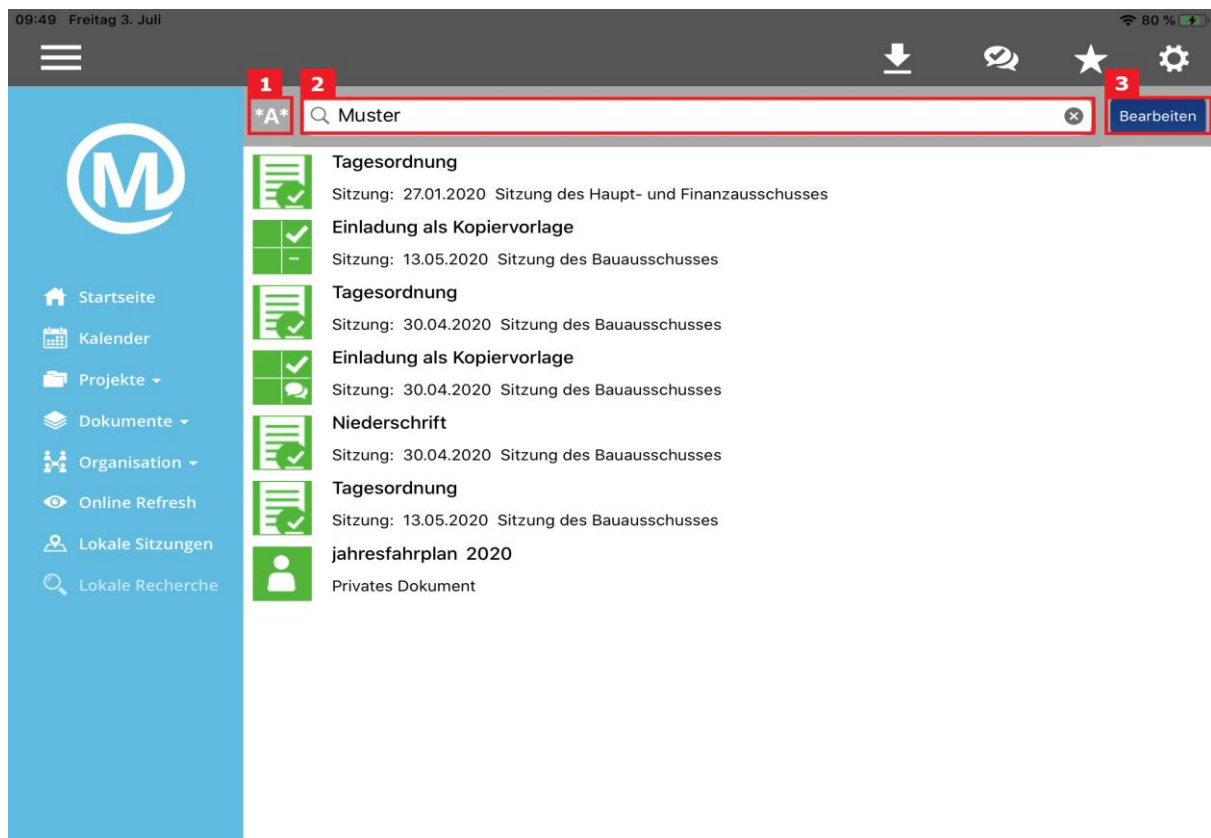 09:49 Freitag 3. Juli
80 %
1
2
3
*A*
Muster
Bearbeiten
M
Startseite
Kalender
Projekte
Dokumente
Organisation
Online Refresh
Lokale Sitzungen
Lokale Recherche
Tagesordnung
Sitzung: 27.01.2020 Sitzung des Haupt- und Finanzausschusses
Einladung als Kopiervorlage
Sitzung: 13.05.2020 Sitzung des Bauausschusses
Tagesordnung
Sitzung: 30.04.2020 Sitzung des Bauausschusses
Einladung als Kopiervorlage
Sitzung: 30.04.2020 Sitzung des Bauausschusses
Niederschrift
Sitzung: 30.04.2020 Sitzung des Bauausschusses
Tagesordnung
Sitzung: 13.05.2020 Sitzung des Bauausschusses
jahresfahrplan 2020
Privates Dokument